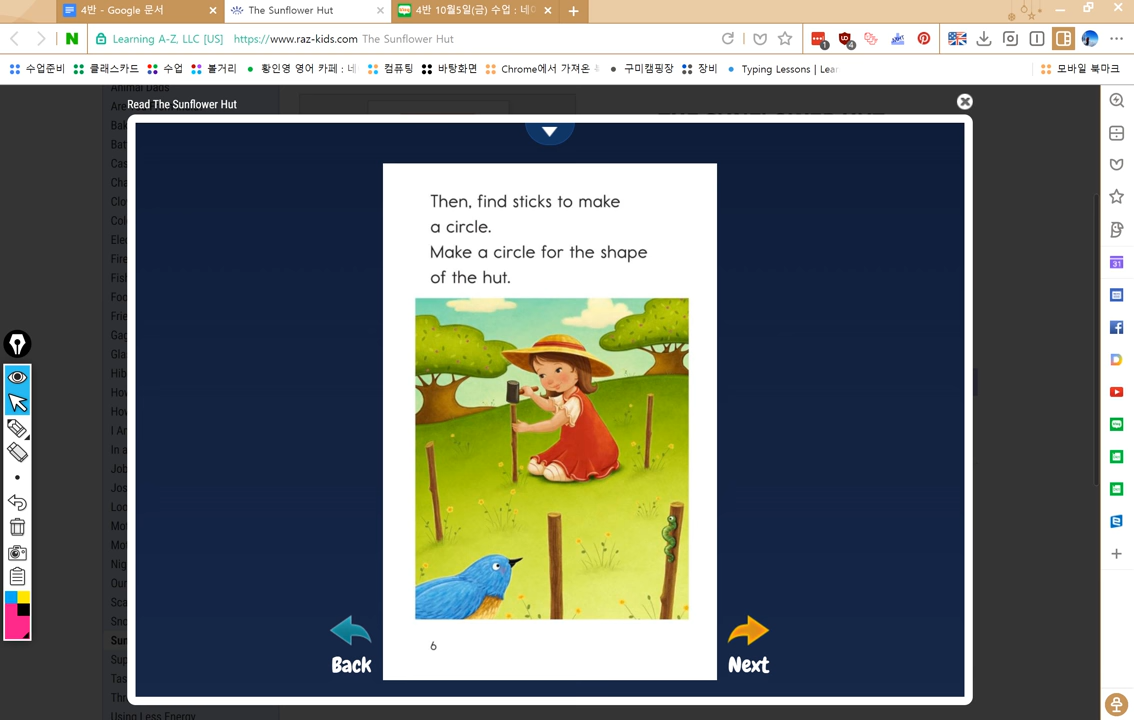 4반 - Google 문서
The Sunflower Hut
4반 10월5일(금) 수업 : 네이
Learning A-Z, LLC [US] https://www.raz-kids.com The Sunflower Hut
수업준비 클래스카드 수업 볼거리 황인영 영어 카페 : 네 컴퓨팅 바탕화면 Chrome에서 가져온 구미캠핑장 장비 Typing Lessons | Lear 모바일 북마크
Animal Dads
Read The Sunflower Hut
Then, find sticks to make
a circle.
Make a circle for the shape
of the hut.
6
Back
Next
31
Using Less Energy